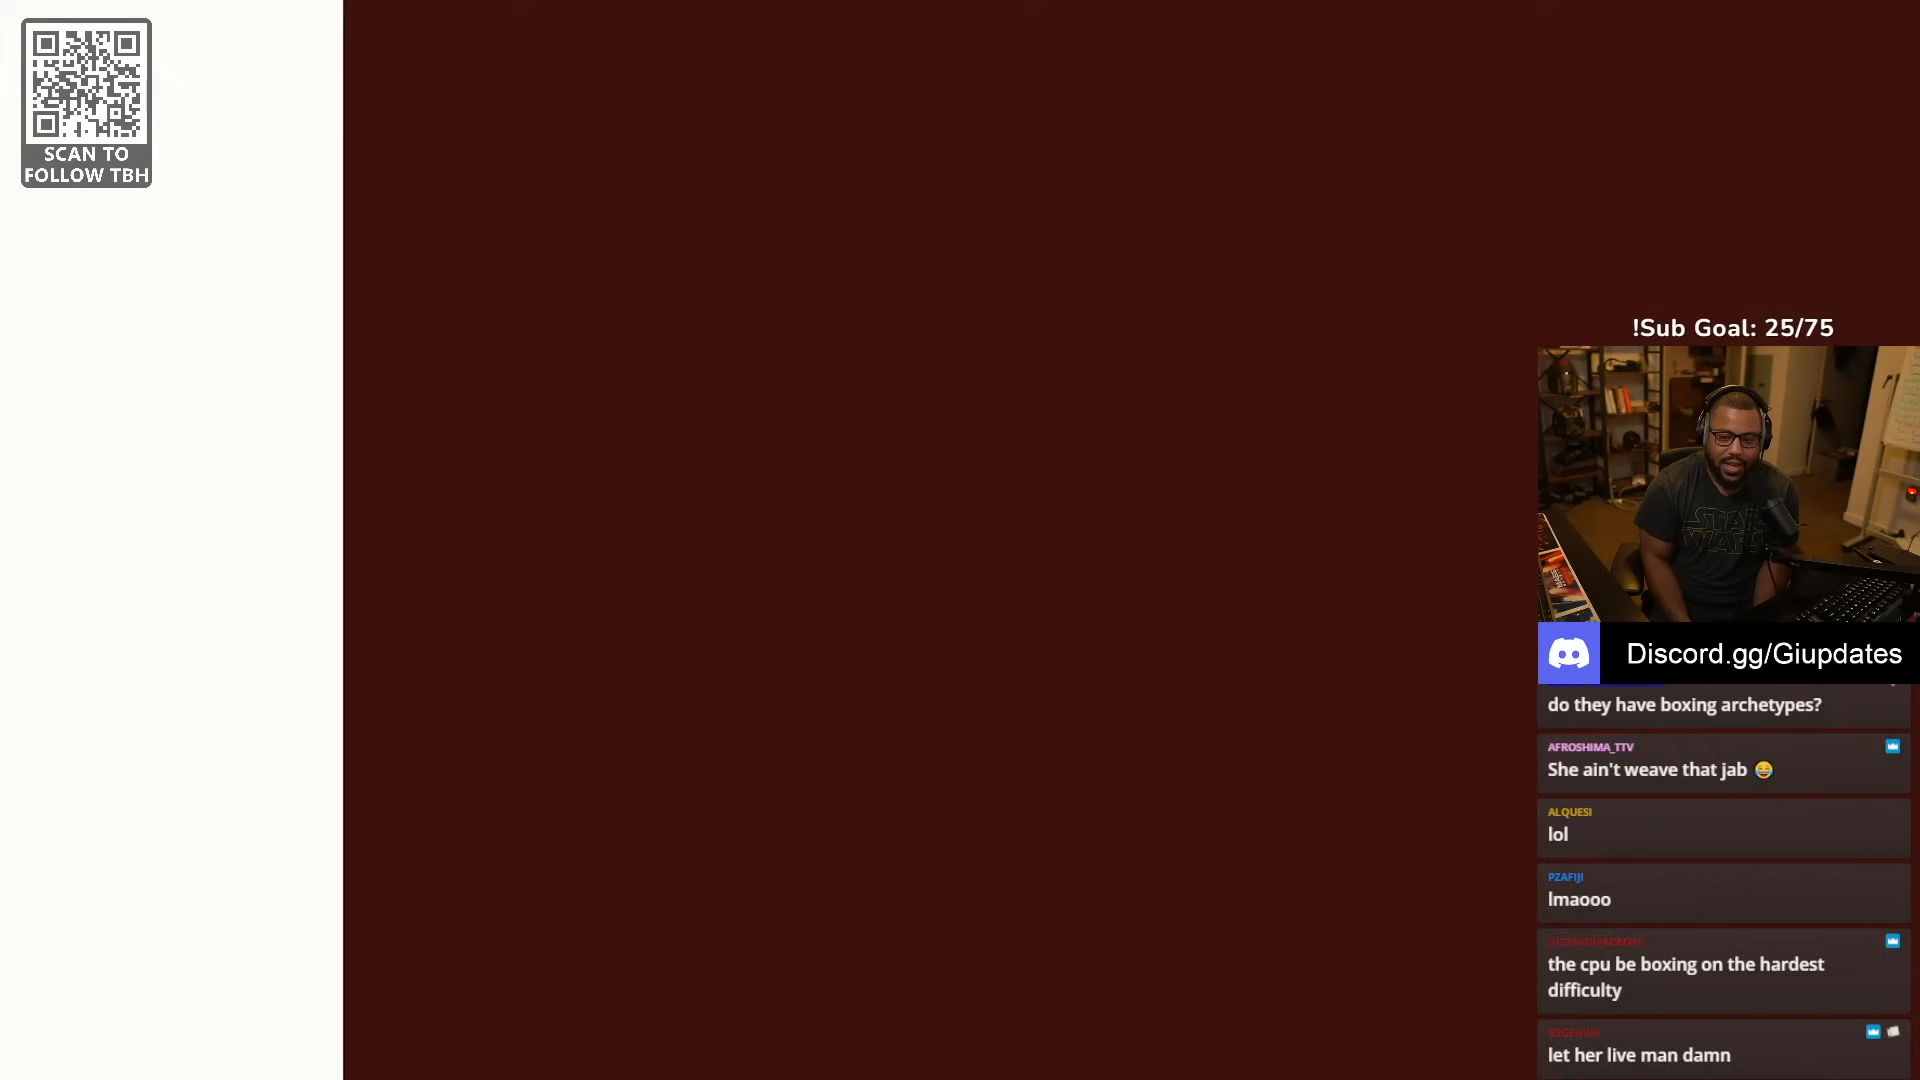 SCAN TO
FOLLOW TBH
!Sub Goal: 25/75
STAR
WARS
Discord.gg/Giupdates
do they have boxing archetypes?
AFROSHIMA_TTV
She ain't weave that jab 😂
ALQUESI
lol
PZAFIJI
lmaooo
the cpu be boxing on the hardest
difficulty
let her live man damn